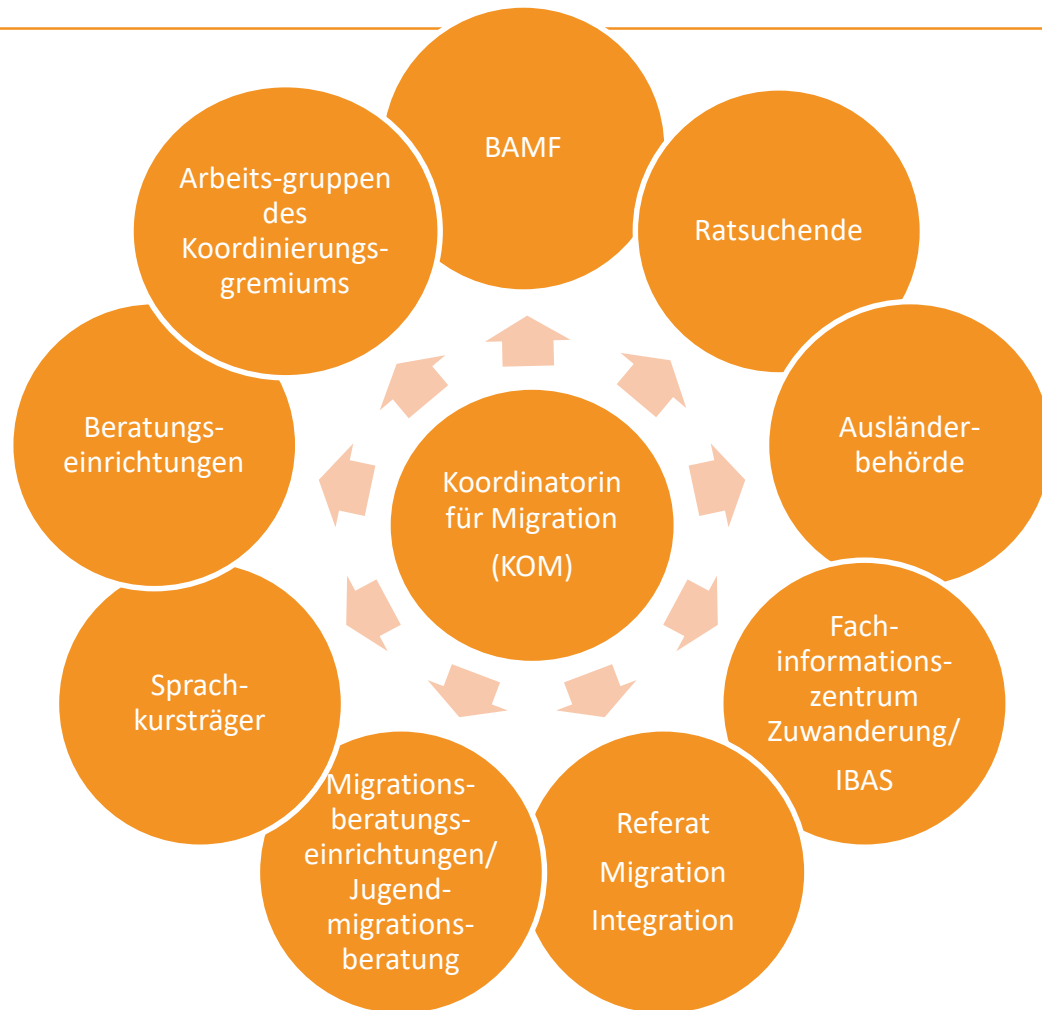 BAMF
Ratsuchende
Ausländer-
behörde
Fach-
informations-
zentrum
Zuwanderung/
IBAS
Referat
Migration
Integration
Migrations-
beratungs-
einrichtungen/
Jugend-
migrations-
beratung
Sprach-
kursträger
Beratungs-
einrichtungen
Arbeits-gruppen
des
Koordinierungs-
gremiums
Koordinatorin
für Migration
(KOM)